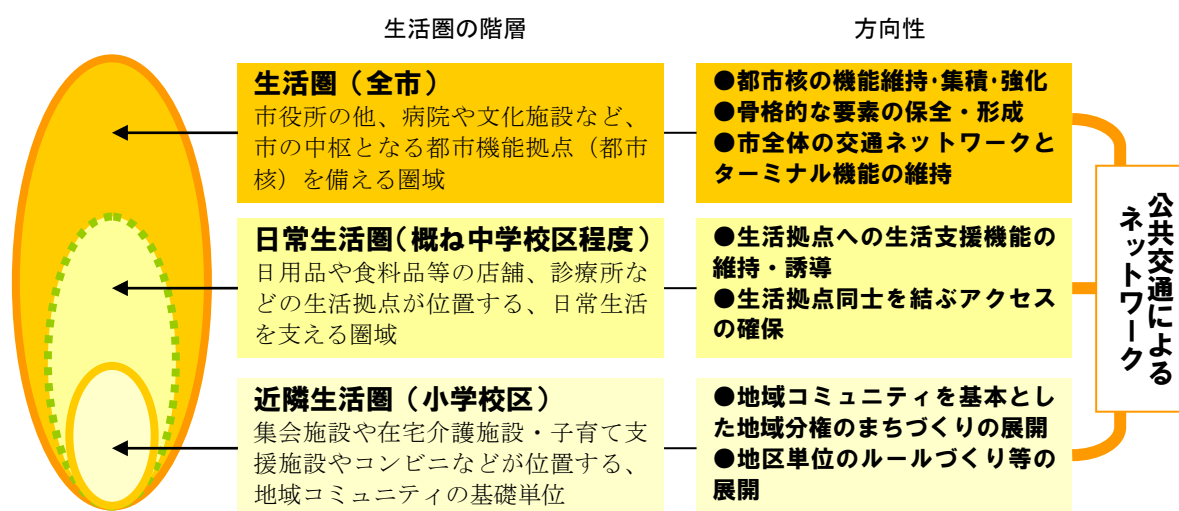 生活圏の階層
方向性
生活圏（全市）
市役所の他、病院や文化施設など、
市の中枢となる都市機能拠点（都市
核）を備える圏域
●都市核の機能維持･集積･強化
●骨格的な要素の保全・形成
●市全体の交通ネットワークと
ターミナル機能の維持
日常生活圏(概ね中学校区程度)
日用品や食料品等の店舗、診療所な
どの生活拠点が位置する、日常生活
を支える圏域
●生活拠点への生活支援機能の
維持・誘導
●生活拠点同士を結ぶアクセス
の確保
近隣生活圏（小学校区）
集会施設や在宅介護施設・子育て支
援施設やコンビニなどが位置する、
地域コミュニティの基礎単位
●地域コミュニティを基本とし
た地域分権のまちづくりの展開
●地区単位のルールづくり等の
展開
公共交通による
ネットワーク